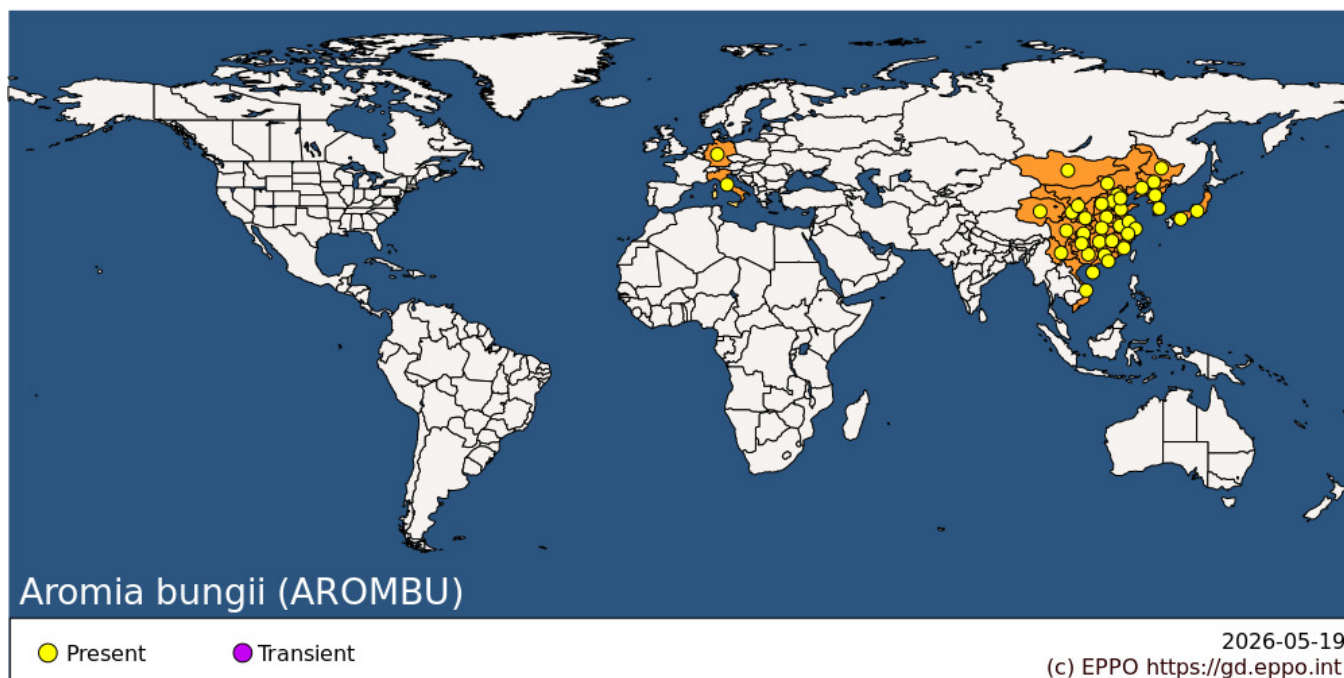 Aromia bungii (AROMBU)
Present
Transient
2026-05-19
(c) EPPO https://gd.eppo.int